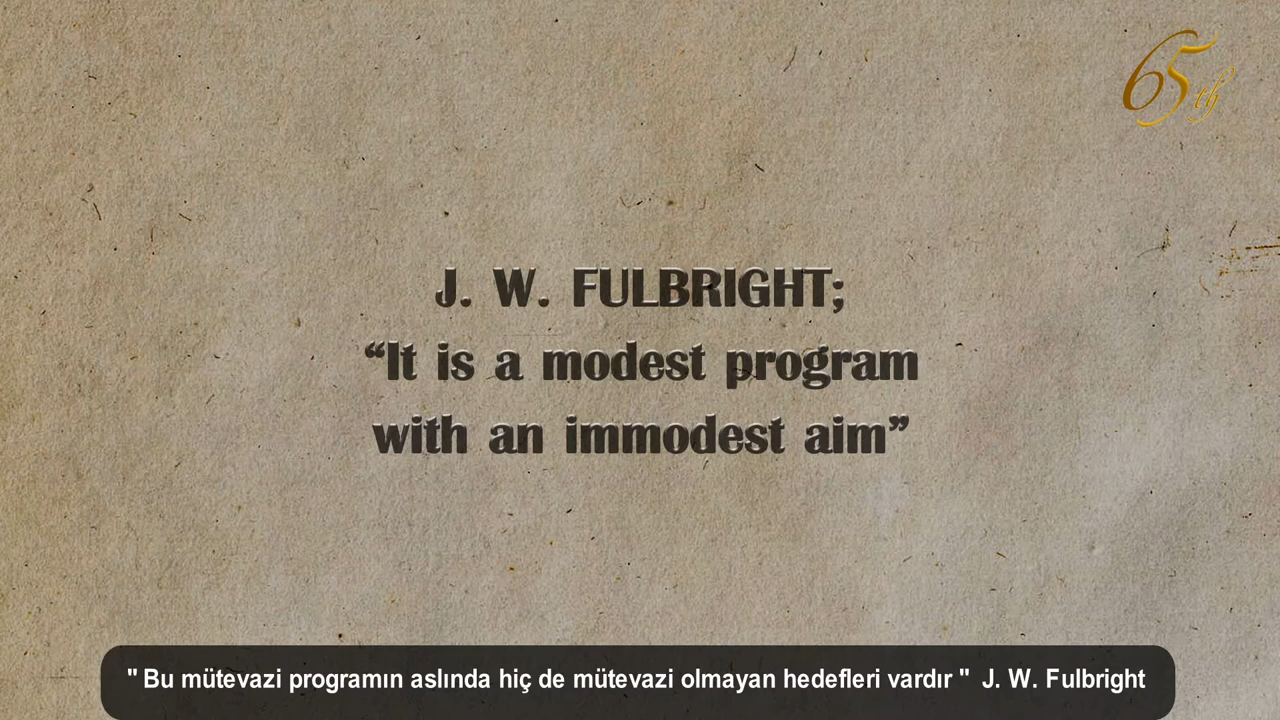 65th
J. W. FULBRIGHT;
“It is a modest program
with an immodest aim”
" Bu mütevazi programın aslında hiç de mütevazi olmayan hedefleri vardır " J. W. Fulbright